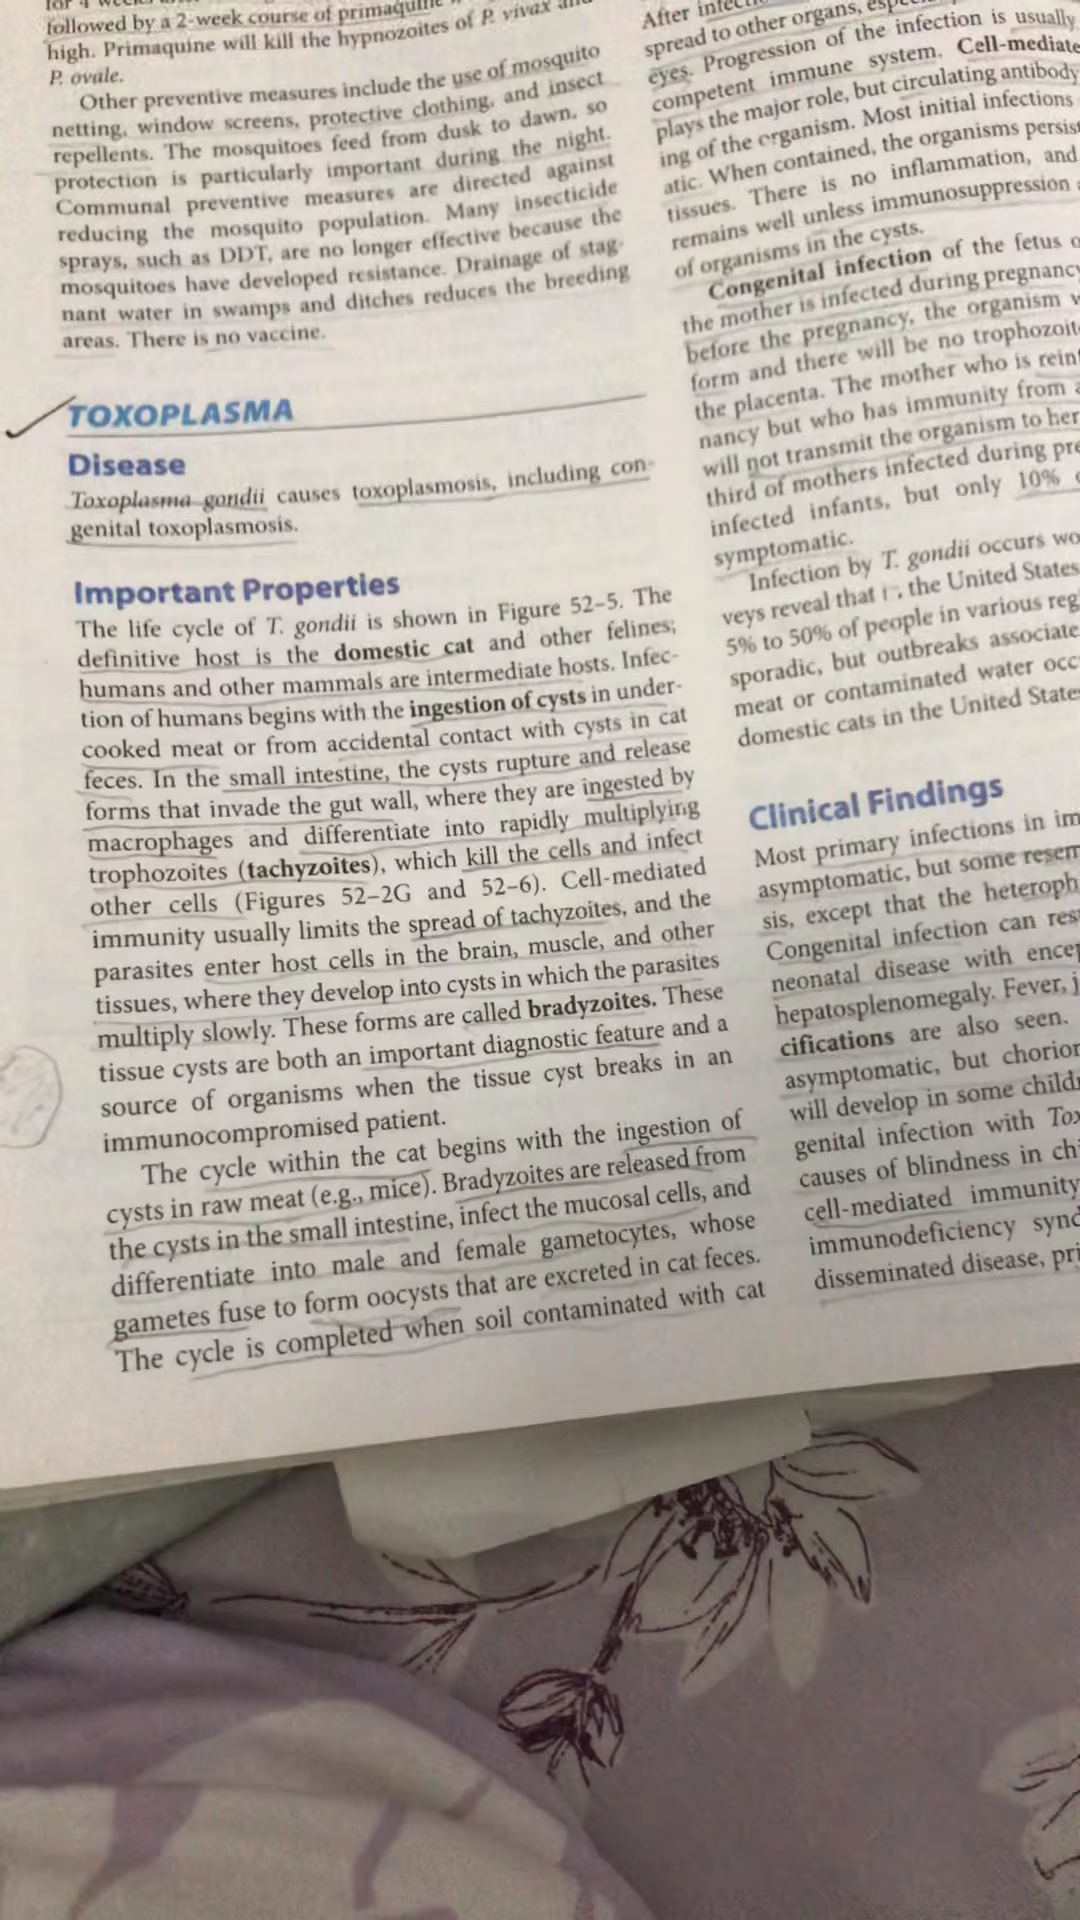 followed by a 2-week course of primaquine
high. Primaquine will kill the hypnozoites of P. vivax and
P. ovale.
Other preventive measures include the use of mosquito
netting, window screens, protective clothing, and insect
repellents. The mosquitoes feed from dusk to dawn, so
protection is particularly important during the night.
Communal preventive measures are directed against
reducing the mosquito population. Many insecticide
sprays, such as DDT, are no longer effective because the
mosquitoes have developed resistance. Drainage of stag-
nant water in swamps and ditches reduces the breeding
areas. There is no vaccine.
TOXOPLASMA
Disease
Toxoplasma gondii causes toxoplasmosis, including con-
genital toxoplasmosis.
Important Properties
The life cycle of T. gondii is shown in Figure 52–5. The
definitive host is the domestic cat and other felines;
humans and other mammals are intermediate hosts. Infec-
tion of humans begins with the ingestion of cysts in under-
cooked meat or from accidental contact with cysts in cat
feces. In the small intestine, the cysts rupture and release
forms that invade the gut wall, where they are ingested by
macrophages and differentiate into rapidly multiplying
trophozoites (tachyzoites), which kill the cells and infect
other cells (Figures 52–2G and 52–6). Cell-mediated
immunity usually limits the spread of tachyzoites, and the
parasites enter host cells in the brain, muscle, and other
tissues, where they develop into cysts in which the parasites
multiply slowly. These forms are called bradyzoites. These
tissue cysts are both an important diagnostic feature and a
source of organisms when the tissue cyst breaks in an
immunocompromised patient.
The cycle within the cat begins with the ingestion of
cysts in raw meat (e.g., mice). Bradyzoites are released from
the cysts in the small intestine, infect the mucosal cells, and
differentiate into male and female gametocytes, whose
gametes fuse to form oocysts that are excreted in cat feces.
The cycle is completed when soil contaminated with cat
After
spread to other organs,
eyes. Progression of the infection is usually
competent immune system. Cell-mediate
plays the major role, but circulating antibody
ing of the organism. Most initial infections
atic. When contained, the organisms persist
tissues. There is no inflammation, and
remains well unless immunosuppression
of organisms in the cysts.
Congenital infection of the fetus o
the mother is infected during pregnancy
before the pregnancy, the organism w
form and there will be no trophozoit
the placenta. The mother who is reinf
nancy but who has immunity from a
will not transmit the organism to her
third of mothers infected during pre
infected infants, but only 10% o
symptomatic.
Infection by T. gondii occurs wo
veys reveal that the United States
5% to 50% of people in various reg
sporadic, but outbreaks associate
meat or contaminated water occ
domestic cats in the United State
Clinical Findings
Most primary infections in im
asymptomatic, but some resem
sis, except that the heteroph
Congenital infection can res
neonatal disease with encep
hepatosplenomegaly. Fever, j
cifications are also seen.
asymptomatic, but chorior
will develop in some childr
genital infection with Tox
causes of blindness in ch
cell-mediated immunity
immunodeficiency synd
disseminated disease, pri